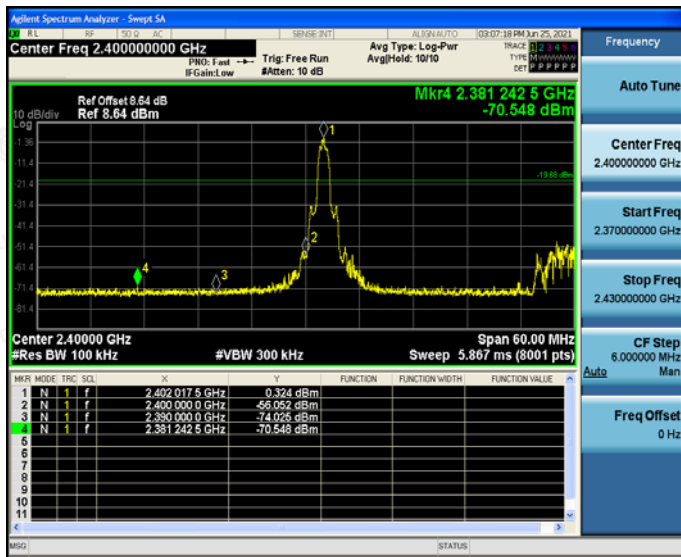 Agilent Spectrum Analyzer - Swept SA
RL RF 50 Ω AC SENSE:INT ALIGNAUTO 03:07:18 PM Jun 25, 2021
Center Freq 2.400000000 GHz
PNO: Fast
IFGain:Low
Trig: Free Run
#Atten: 10 dB
Avg Type: Log-Pwr
Avg|Hold: 10/10
TRACE 1 2 3 4 5 6
TYPE M
DET P P P P P P
Ref Offset 8.64 dB
10 dB/div Ref 8.64 dBm
Log
Mkr4 2.381 242 5 GHz
-70.548 dBm
-1.36
-11.4
-21.4
-31.4
-41.4
-51.4
-61.4
-71.4
-81.4
1
2
3
4
Center 2.40000 GHz Span 60.00 MHz
#Res BW 100 kHz #VBW 300 kHz Sweep 5.867 ms (8001 pts)
MKR MODE TRC SCL X Y FUNCTION FUNCTION WIDTH FUNCTION VALUE
1 N 1 f 2.402 017 5 GHz 0.324 dBm
2 N 1 f 2.400 000 0 GHz -56.052 dBm
3 N 1 f 2.390 000 0 GHz -74.025 dBm
4 N 1 f 2.381 242 5 GHz -70.548 dBm
5
6
7
8
9
10
11
MSG STATUS
Frequency
Auto Tune
Center Freq
2.400000000 GHz
Start Freq
2.370000000 GHz
Stop Freq
2.430000000 GHz
CF Step
6.000000 MHz
Auto Man
Freq Offset
0 Hz